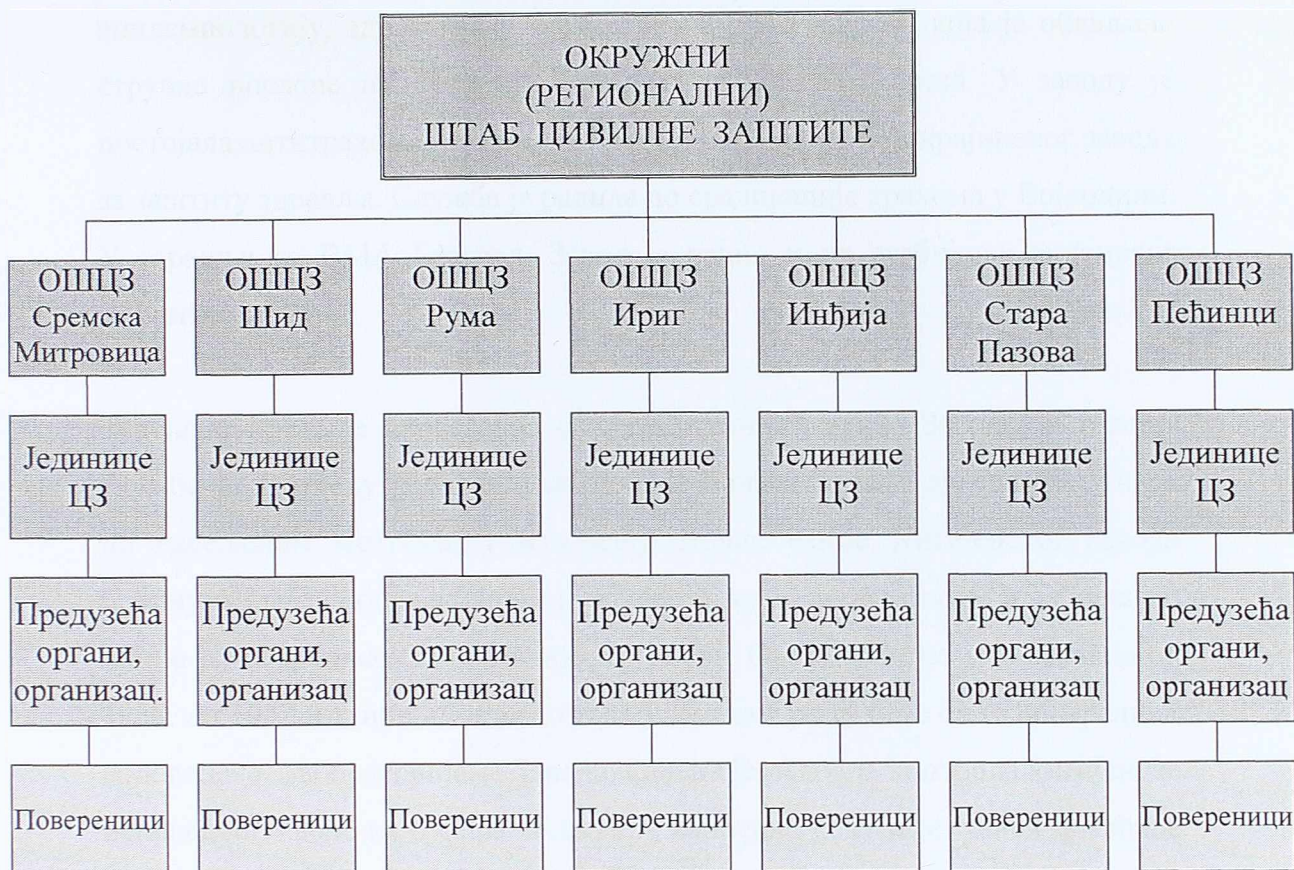 ОКРУЖНИ
(РЕГИОНАЛНИ)
ШТАБ ЦИВИЛНЕ ЗАШТИТЕ
ОШЦЗ
Сремска
Митровица
ОШЦЗ
Шид
ОШЦЗ
Рума
ОШЦЗ
Ириг
ОШЦЗ
Инђија
ОШЦЗ
Стара
Пазова
ОШЦЗ
Пећинци
Јединице
ЦЗ
Јединице
ЦЗ
Јединице
ЦЗ
Јединице
ЦЗ
Јединице
ЦЗ
Јединице
ЦЗ
Јединице
ЦЗ
Предузећа
органи,
организац.
Предузећа
органи,
организац
Предузећа
органи,
организац
Предузећа
органи,
организац
Предузећа
органи,
организац
Предузећа
органи,
организац
Предузећа
органи,
организац
Повереници
Повереници
Повереници
Повереници
Повереници
Повереници
Повереници